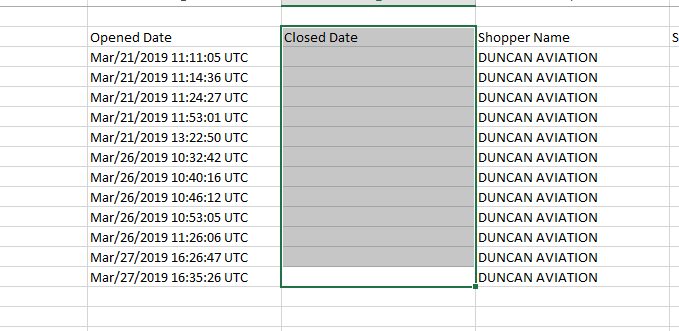 Opened Date Closed Date Shopper Name S
Mar/21/2019 11:11:05 UTC DUNCAN AVIATION
Mar/21/2019 11:14:36 UTC DUNCAN AVIATION
Mar/21/2019 11:24:27 UTC DUNCAN AVIATION
Mar/21/2019 11:53:01 UTC DUNCAN AVIATION
Mar/21/2019 13:22:50 UTC DUNCAN AVIATION
Mar/26/2019 10:32:42 UTC DUNCAN AVIATION
Mar/26/2019 10:40:16 UTC DUNCAN AVIATION
Mar/26/2019 10:46:12 UTC DUNCAN AVIATION
Mar/26/2019 10:53:05 UTC DUNCAN AVIATION
Mar/26/2019 11:26:06 UTC DUNCAN AVIATION
Mar/27/2019 16:26:47 UTC DUNCAN AVIATION
Mar/27/2019 16:35:26 UTC DUNCAN AVIATION